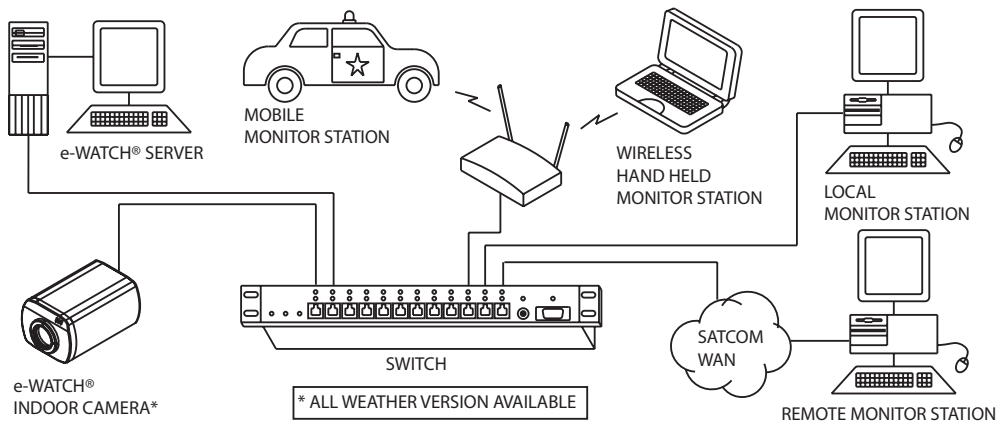 e-WATCH® SERVER
MOBILE
MONITOR STATION
WIRELESS
HAND HELD
MONITOR STATION
LOCAL
MONITOR STATION
e-WATCH®
INDOOR CAMERA*
SWITCH
* ALL WEATHER VERSION AVAILABLE
SATCOM
WAN
REMOTE MONITOR STATION